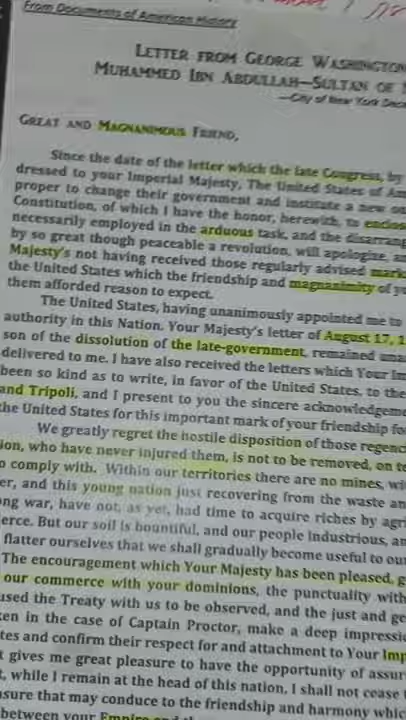 From Documents of American History
LETTER FROM GEORGE WASHINGTON
MUHAMMED IBN ABDULLAH—SULTAN OF
—City of New York Dece
GREAT AND MAGNANIMOUS FRIEND,
Since the date of the letter which the late Congress, by
dressed to your Imperial Majesty, The United States of Am
proper to change their government and institute a new
Constitution, of which I have the honor, herewith, to enclos
necessarily employed in the arduous task, and the disarrang
by so great though peaceable a revolution, will apologize, an
Majesty's not having received those regularly advised mark
the United States which the friendship and magnanimity of y
them afforded reason to expect.
The United States, having unanimously appointed me to
authority in this Nation. Your Majesty's letter of August 17, 1
son of the dissolution of the late-government, remained una
delivered to me. I have also received the letters which Your Im
been so kind as to write, in favor of the United States, to the
and Tripoli, and I present to you the sincere acknowledgeme
the United States for this important mark of your friendship fo
We greatly regret the hostile disposition of those regenci
ion, who have never injured them, is not to be removed, on te
o comply with. Within our territories there are no mines, wi
er, and this young nation just recovering from the waste an
ong war, have not, as yet, had time to acquire riches by agri
erce. But our soil is bountiful, and our people industrious, an
flatter ourselves that we shall gradually become useful to ou
The encouragement which Your Majesty has been pleased, g
our commerce with your dominions, the punctuality with
used the Treaty with us to be observed, and the just and ge
ken in the case of Captain Proctor, make a deep impressio
tes and confirm their respect for and attachment to Your Imp
t gives me great pleasure to have the opportunity of assur
t, while I remain at the head of this nation, I shall not cease t
asure that may conduce to the friendship and harmony whic
between your Empire and